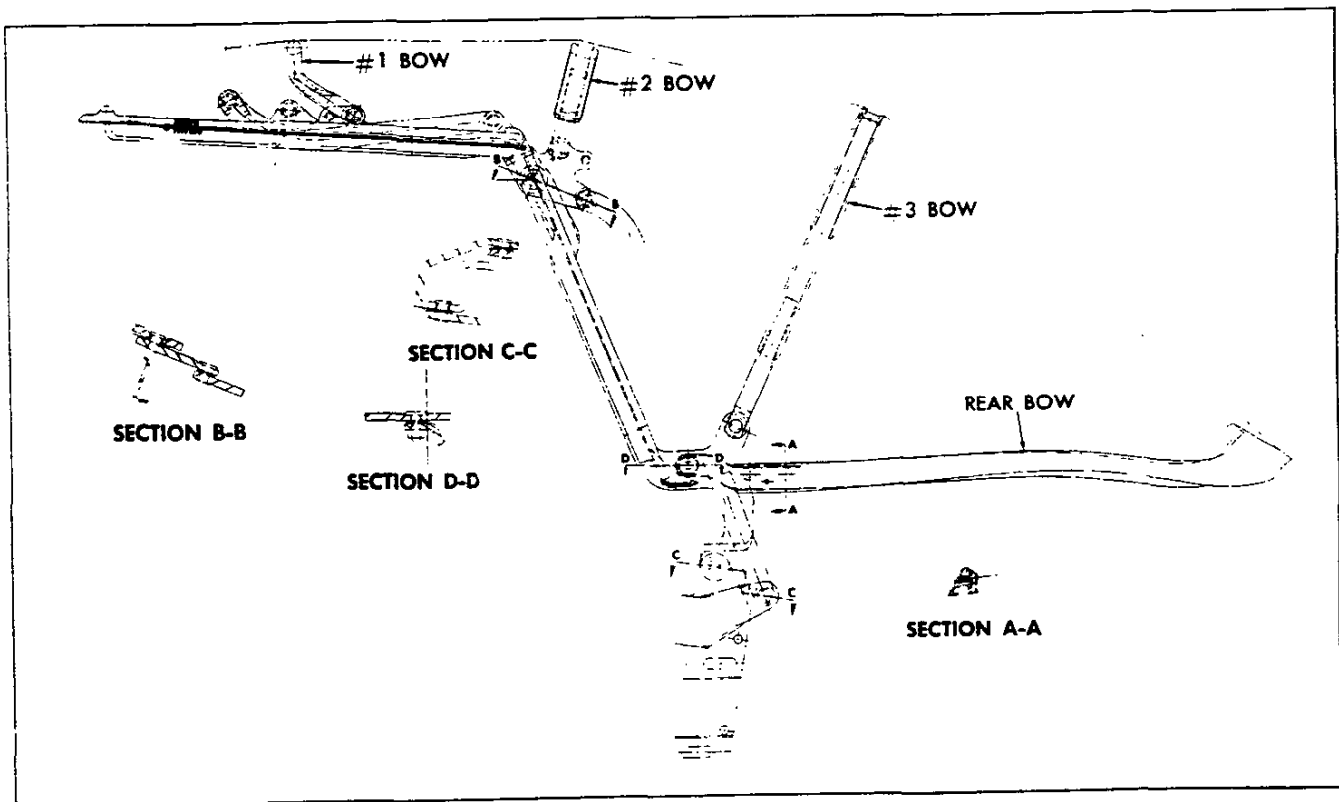 #1 BOW
#2 BOW
#3 BOW
B
B
SECTION C-C
SECTION B-B
SECTION D-D
REAR BOW
A
D
D
A
C
C
SECTION A-A